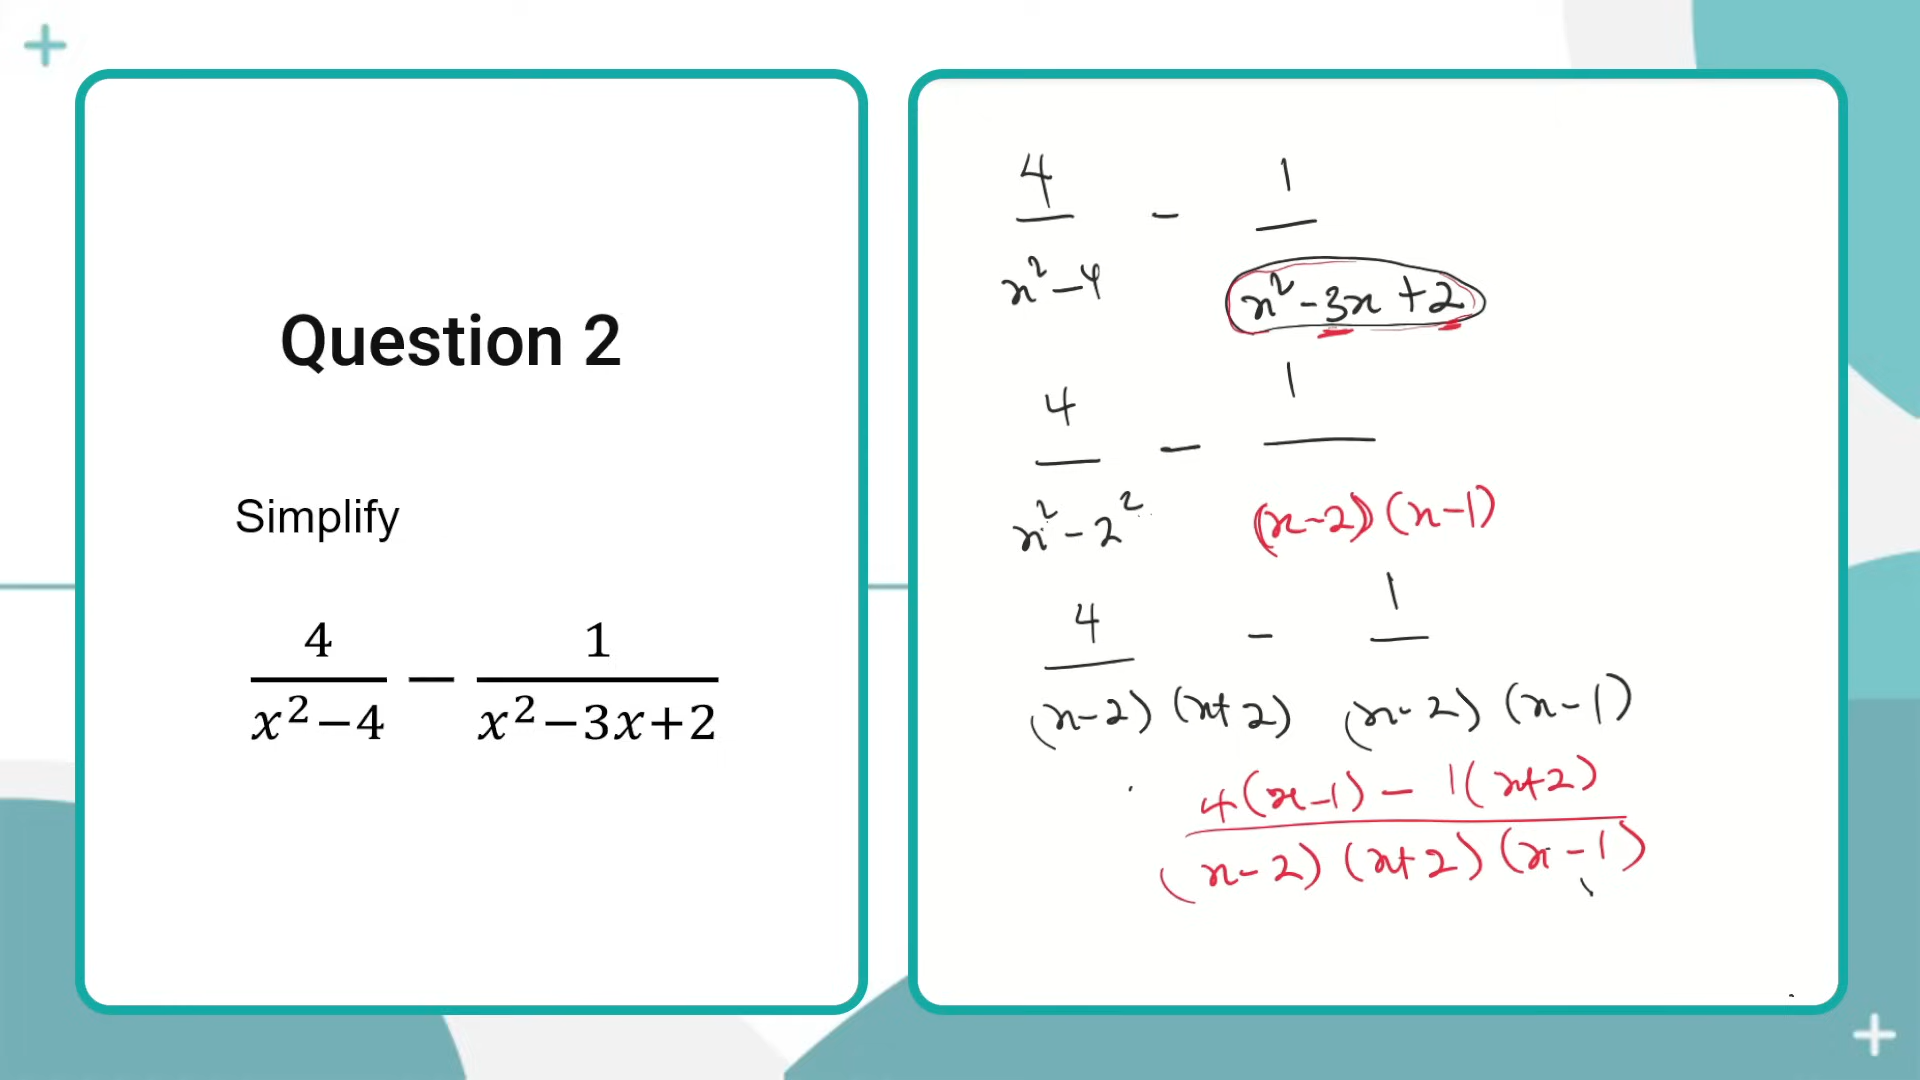 Question 2
Simplify
4/(x²−4) − 1/(x²−3x+2)
4/(x²−4) − 1/(x²−3x+2)
4/(x²−2²) − 1/((x−2)(x−1))
4/((x−2)(x+2)) − 1/((x−2)(x−1))
(4(x−1) − 1(x+2))/((x−2)(x+2)(x−1))